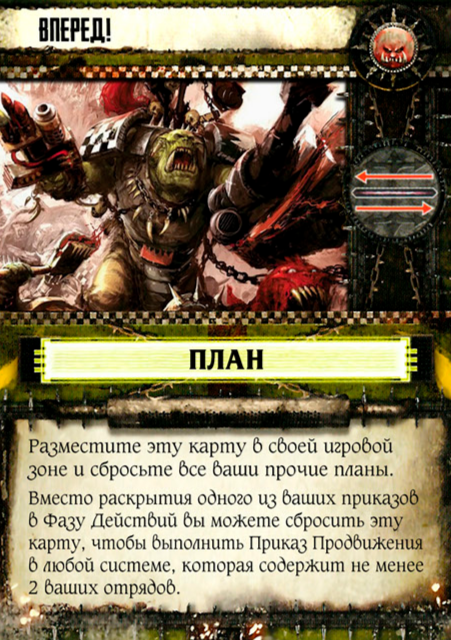 ВПЕРЕД!
ПЛАН
Разместите эту карту в своей игровой
зоне и сбросьте все ваши прочие планы.
Вместо раскрытия одного из ваших приказов
в Фазу Действий вы можете сбросить эту
карту, чтобы выполнить Приказ Продвижения
в любой системе, которая содержит не менее
2 ваших отрядов.